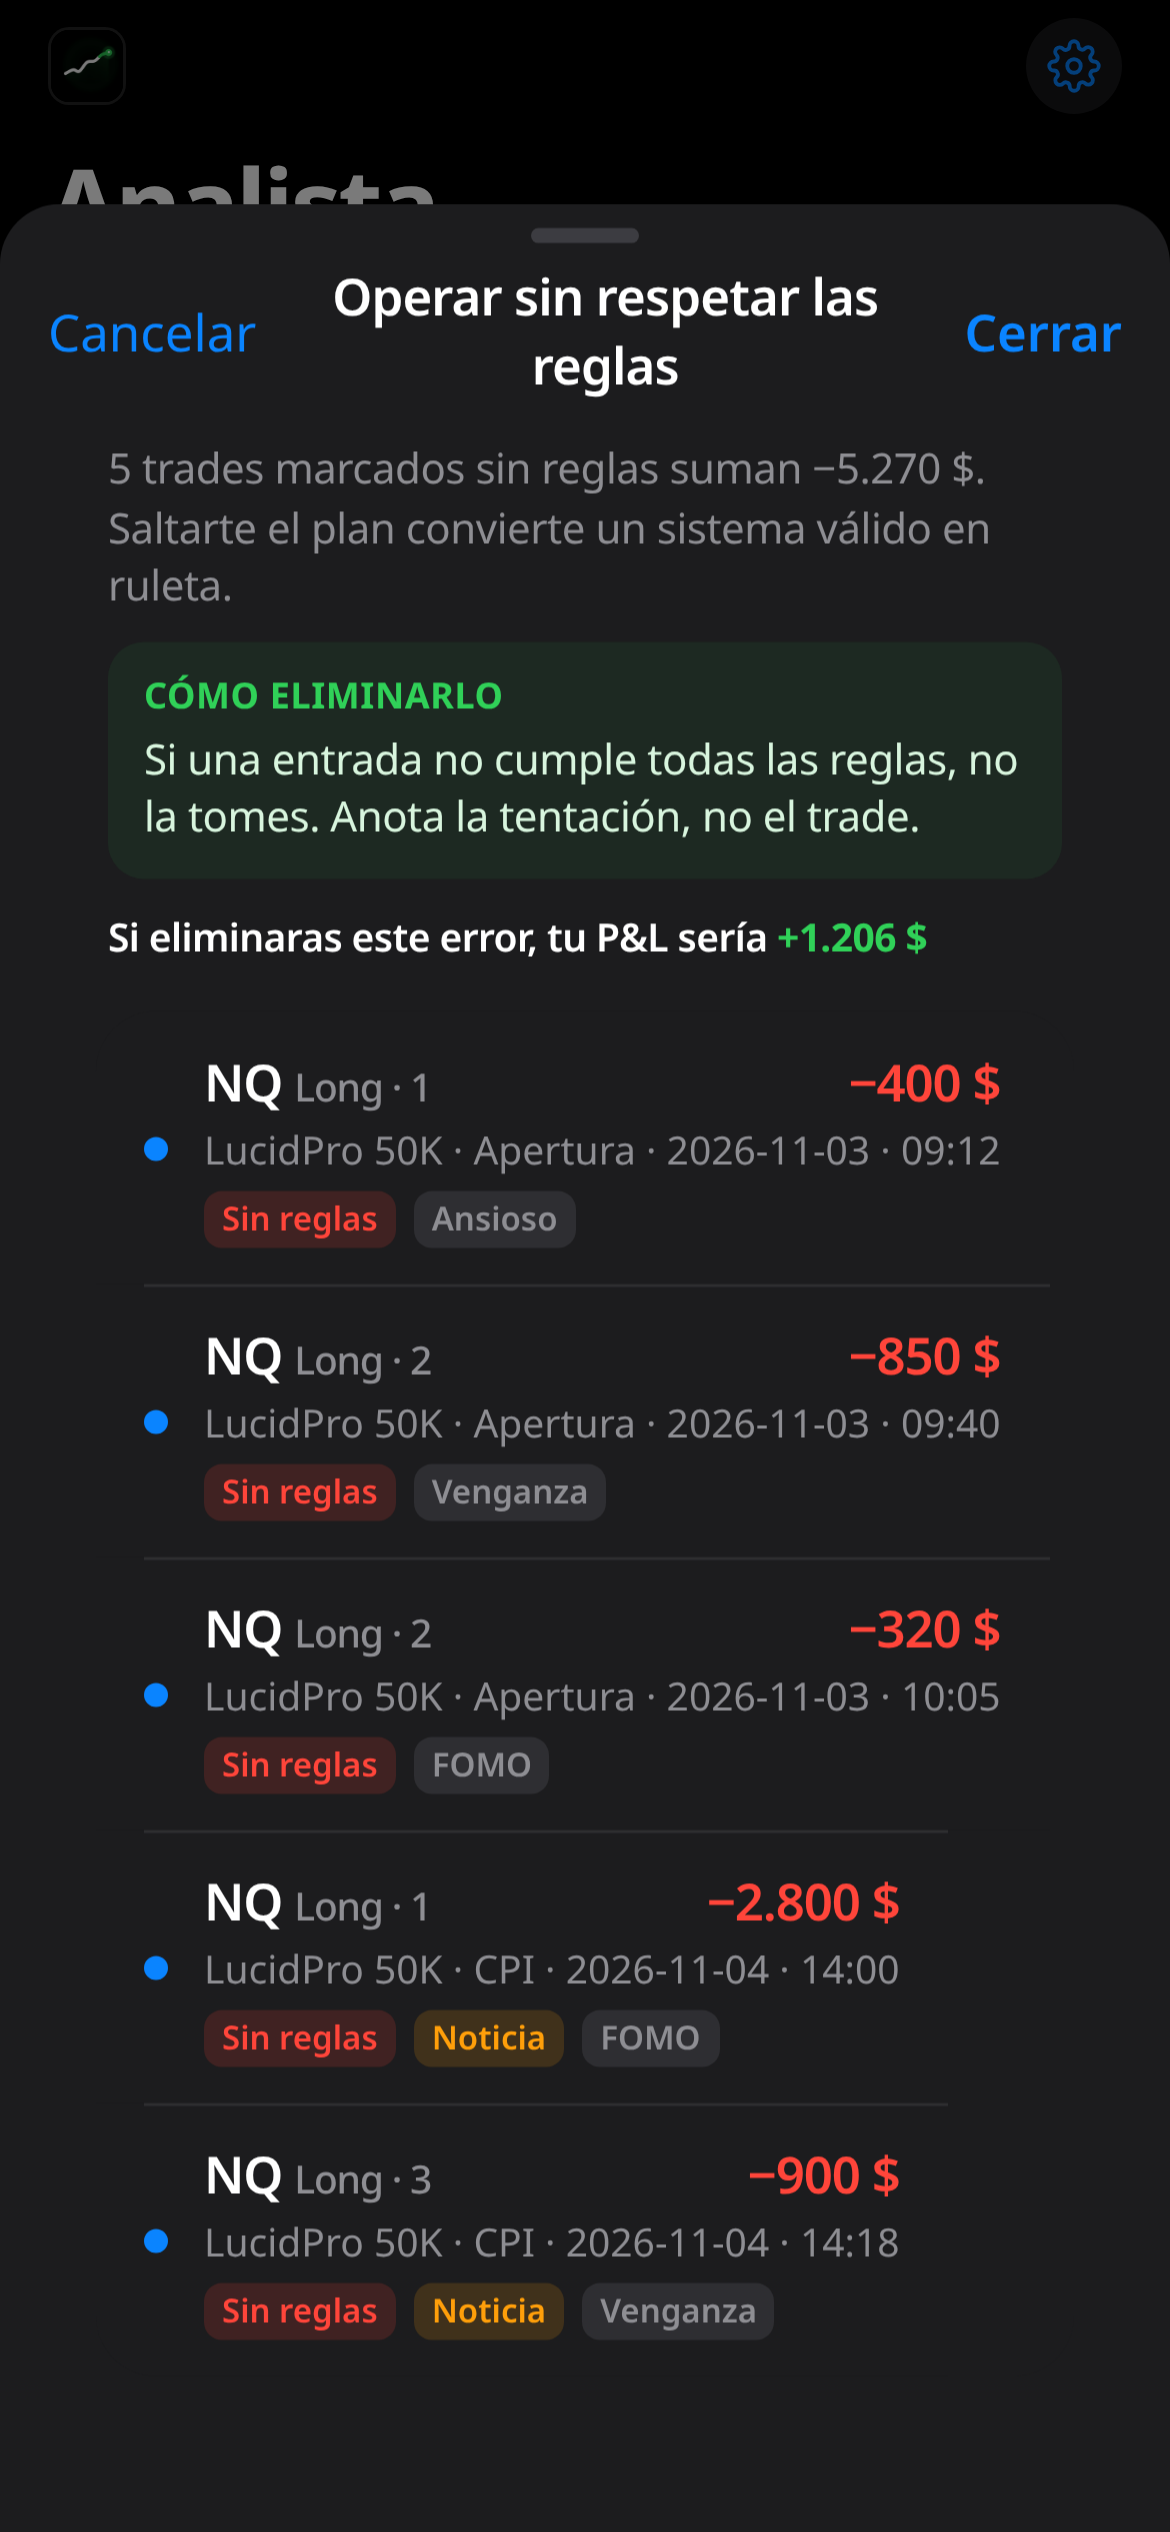 Analista
Cancelar
Operar sin respetar las
reglas
Cerrar
5 trades marcados sin reglas suman −5.270 $.
Saltarte el plan convierte un sistema válido en
ruleta.
CÓMO ELIMINARLO
Si una entrada no cumple todas las reglas, no
la tomes. Anota la tentación, no el trade.
Si eliminaras este error, tu P&L sería +1.206 $
NQ Long · 1 −400 $
LucidPro 50K · Apertura · 2026-11-03 · 09:12
Sin reglas Ansioso
NQ Long · 2 −850 $
LucidPro 50K · Apertura · 2026-11-03 · 09:40
Sin reglas Venganza
NQ Long · 2 −320 $
LucidPro 50K · Apertura · 2026-11-03 · 10:05
Sin reglas FOMO
NQ Long · 1 −2.800 $
LucidPro 50K · CPI · 2026-11-04 · 14:00
Sin reglas Noticia FOMO
NQ Long · 3 −900 $
LucidPro 50K · CPI · 2026-11-04 · 14:18
Sin reglas Noticia Venganza